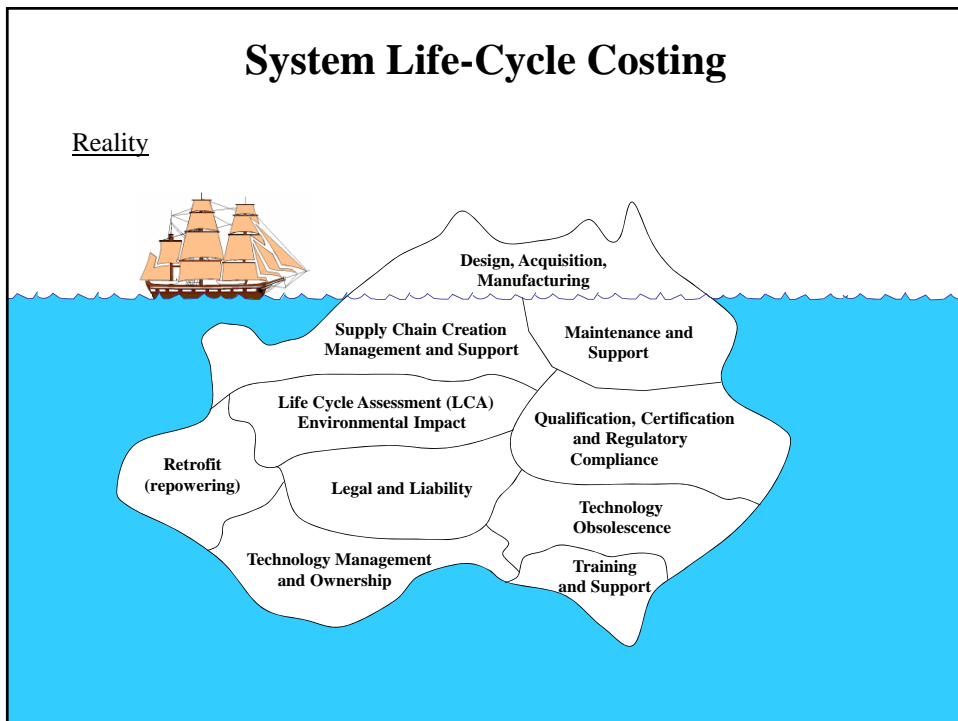 System Life-Cycle Costing
Reality
Design, Acquisition,
Manufacturing
Supply Chain Creation
Management and Support
Maintenance and
Support
Life Cycle Assessment (LCA)
Environmental Impact
Qualification, Certification
and Regulatory
Compliance
Retrofit
(repowering)
Legal and Liability
Technology
Obsolescence
Technology Management
and Ownership
Training
and Support